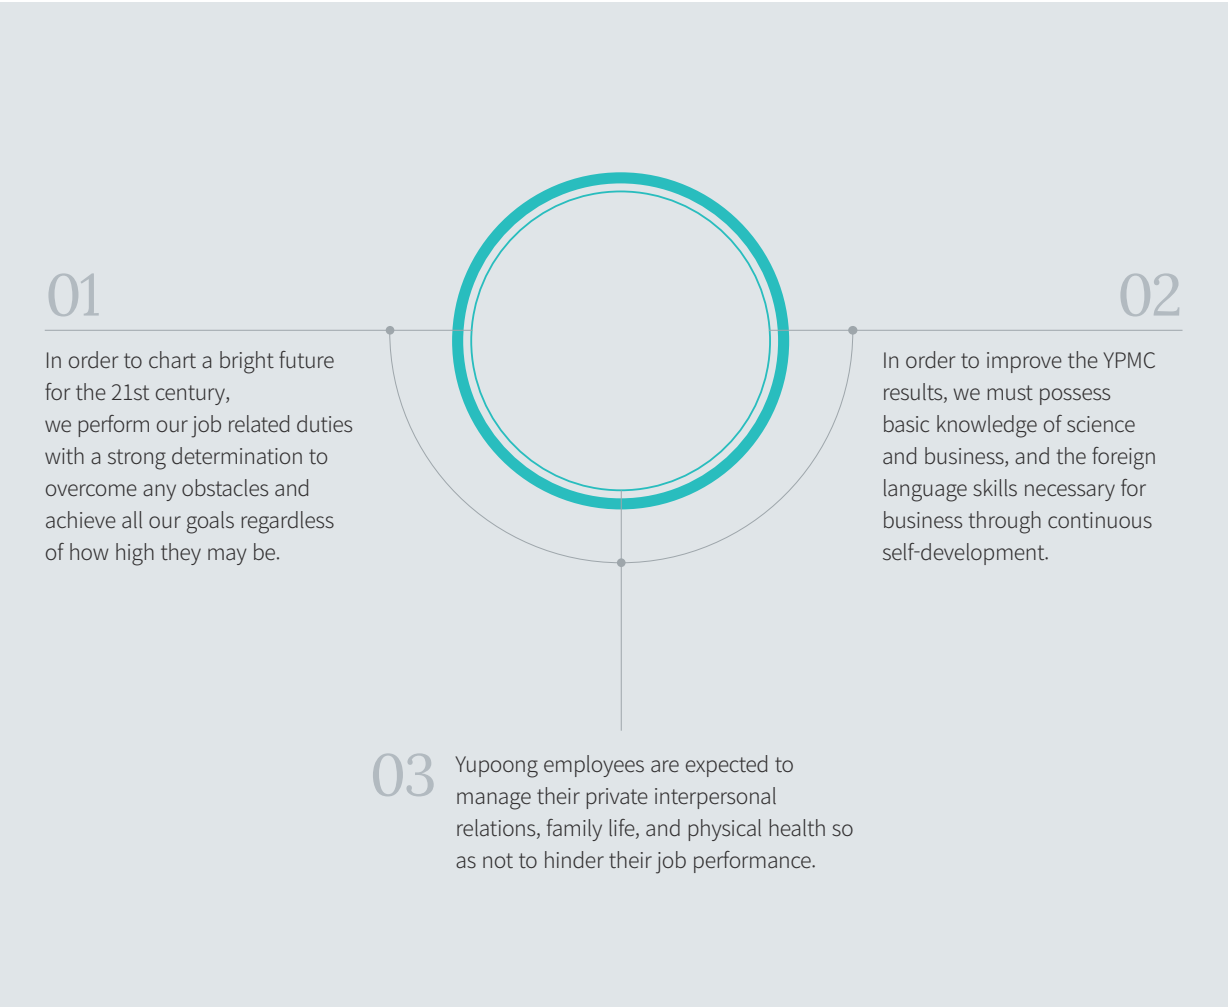 01
In order to chart a bright future
for the 21st century,
we perform our job related duties
with a strong determination to
overcome any obstacles and
achieve all our goals regardless
of how high they may be.
02
In order to improve the YPMC
results, we must possess
basic knowledge of science
and business, and the foreign
language skills necessary for
business through continuous
self-development.
03
Yupoong employees are expected to
manage their private interpersonal
relations, family life, and physical health so
as not to hinder their job performance.